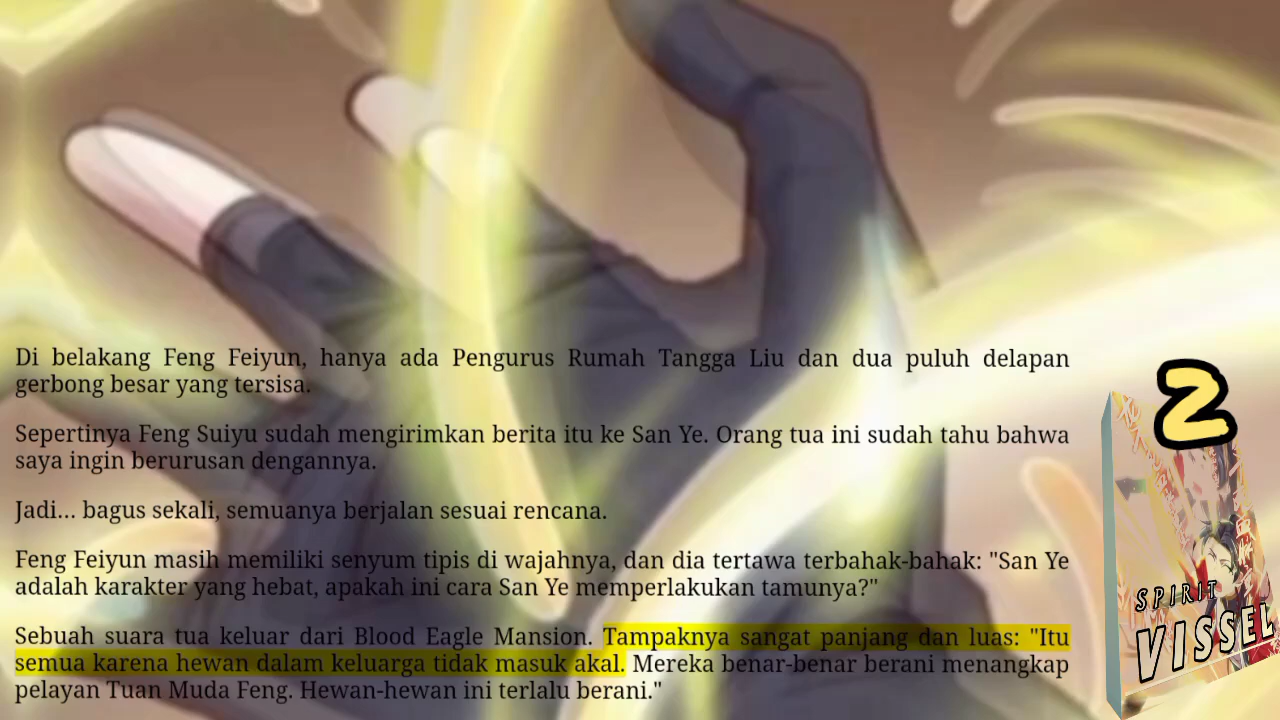 Di belakang Feng Feiyun, hanya ada Pengurus Rumah Tangga Liu dan dua puluh delapan
gerbong besar yang tersisa.
Sepertinya Feng Suiyu sudah mengirimkan berita itu ke San Ye. Orang tua ini sudah tahu bahwa
saya ingin berurusan dengannya.
Jadi... bagus sekali, semuanya berjalan sesuai rencana.
Feng Feiyun masih memiliki senyum tipis di wajahnya, dan dia tertawa terbahak-bahak: "San Ye
adalah karakter yang hebat, apakah ini cara San Ye memperlakukan tamunya?"
Sebuah suara tua keluar dari Blood Eagle Mansion. Tampaknya sangat panjang dan luas: "Itu
semua karena hewan dalam keluarga tidak masuk akal. Mereka benar-benar berani menangkap
pelayan Tuan Muda Feng. Hewan-hewan ini terlalu berani."
2
SPIRIT
VISSEL